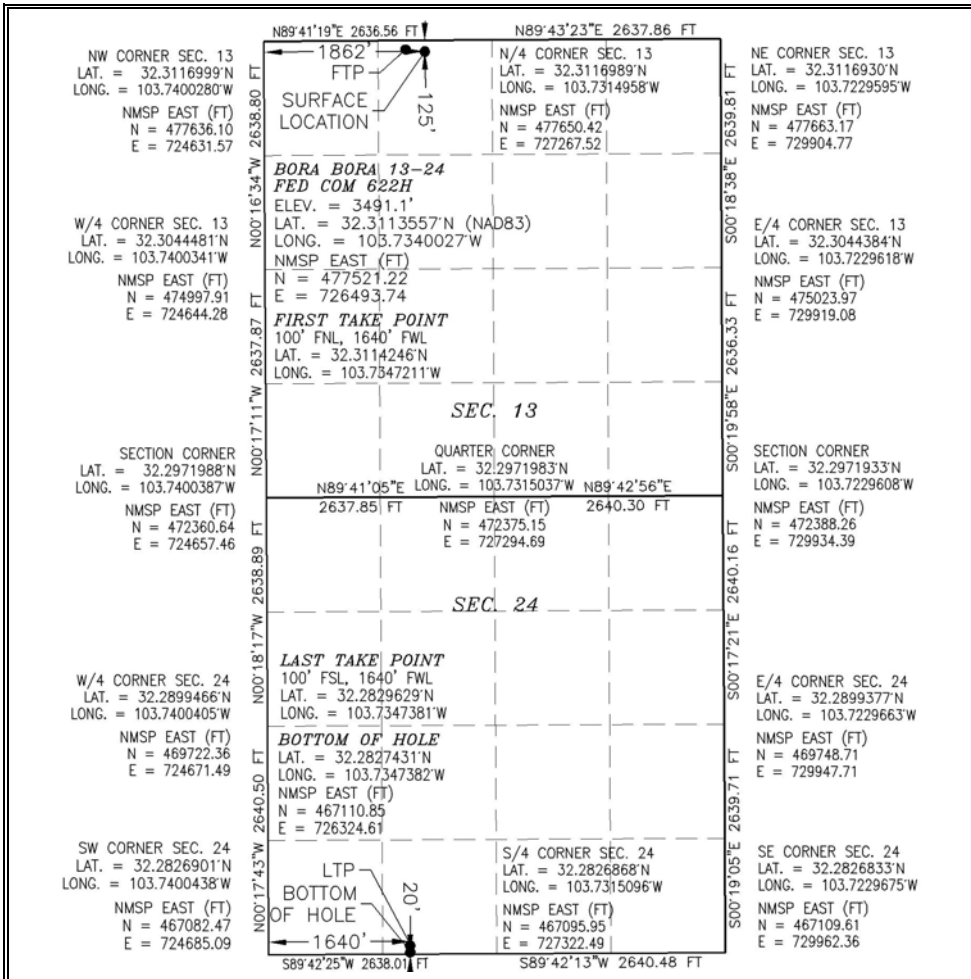 N89°41'19"E 2636.56 FT
N89°43'23"E 2637.86 FT
NW CORNER SEC. 13
LAT. = 32.3116999°N
LONG. = 103.7400280°W
NMSP EAST (FT)
N = 477636.10
E = 724631.57
1862'
FTP
SURFACE
LOCATION
125'
N/4 CORNER SEC. 13
LAT. = 32.3116989°N
LONG. = 103.7314958°W
NMSP EAST (FT)
N = 477650.42
E = 727267.52
NE CORNER SEC. 13
LAT. = 32.3116930°N
LONG. = 103.7229595°W
NMSP EAST (FT)
N = 477663.17
E = 729904.77
N00°16'34"W 2638.80 FT
S00°18'38"E 2639.81 FT
BORA BORA 13-24
FED COM 622H
ELEV. = 3491.1'
LAT. = 32.3113557°N (NAD83)
LONG. = 103.7340027°W
NMSP EAST (FT)
N = 477521.22
E = 726493.74
W/4 CORNER SEC. 13
LAT. = 32.3044481°N
LONG. = 103.7400341°W
NMSP EAST (FT)
N = 474997.91
E = 724644.28
E/4 CORNER SEC. 13
LAT. = 32.3044384°N
LONG. = 103.7229618°W
NMSP EAST (FT)
N = 475023.97
E = 729919.08
FIRST TAKE POINT
100' FNL, 1640' FWL
LAT. = 32.3114246°N
LONG. = 103.7347211°W
N00°17'11"W 2637.87 FT
S00°19'58"E 2636.33 FT
SEC. 13
SECTION CORNER
LAT. = 32.2971988°N
LONG. = 103.7400387°W
NMSP EAST (FT)
N = 472360.64
E = 724657.46
QUARTER CORNER
LAT. = 32.2971983°N
LONG. = 103.7315037°W
N89°41'05"E
2637.85 FT
N89°42'56"E
2640.30 FT
NMSP EAST (FT)
N = 472375.15
E = 727294.69
SECTION CORNER
LAT. = 32.2971933°N
LONG. = 103.7229608°W
NMSP EAST (FT)
N = 472388.26
E = 729934.39
N00°18'17"W 2638.89 FT
S00°17'21"E 2640.16 FT
SEC. 24
LAST TAKE POINT
100' FSL, 1640' FWL
LAT. = 32.2829629°N
LONG. = 103.7347381°W
W/4 CORNER SEC. 24
LAT. = 32.2899466°N
LONG. = 103.7400405°W
NMSP EAST (FT)
N = 469722.36
E = 724671.49
E/4 CORNER SEC. 24
LAT. = 32.2899377°N
LONG. = 103.7229663°W
NMSP EAST (FT)
N = 469748.71
E = 729947.71
BOTTOM OF HOLE
LAT. = 32.2827431°N
LONG. = 103.7347382°W
NMSP EAST (FT)
N = 467110.85
E = 726324.61
N00°17'43"W 2640.50 FT
S00°19'05"E 2639.71 FT
SW CORNER SEC. 24
LAT. = 32.2826901°N
LONG. = 103.7400438°W
NMSP EAST (FT)
N = 467082.47
E = 724685.09
LTP
BOTTOM
OF HOLE
20'
1640'
S/4 CORNER SEC. 24
LAT. = 32.2826868°N
LONG. = 103.7315096°W
NMSP EAST (FT)
N = 467095.95
E = 727322.49
SE CORNER SEC. 24
LAT. = 32.2826833°N
LONG. = 103.7229675°W
NMSP EAST (FT)
N = 467109.61
E = 729962.36
S89°42'25"W 2638.01 FT
S89°42'13"W 2640.48 FT